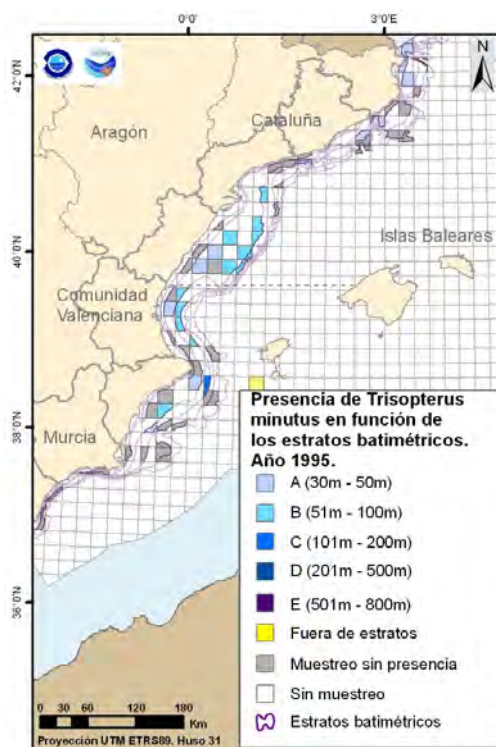 0°0' 3°0'E
42°0'N
N
Cataluña
Aragón
Islas Baleares
40°0'N
Comunidad
Valenciana
38°0'N
Murcia
36°0'N
Presencia de Trisopterus
minutus en función de
los estratos batimétricos.
Año 1995.
A (30m - 50m)
B (51m - 100m)
C (101m - 200m)
D (201m - 500m)
E (501m - 800m)
Fuera de estratos
Muestreo sin presencia
Sin muestreo
Estratos batimétricos
0 30 60 120 180
Km
Proyección UTM ETRS89. Huso 31